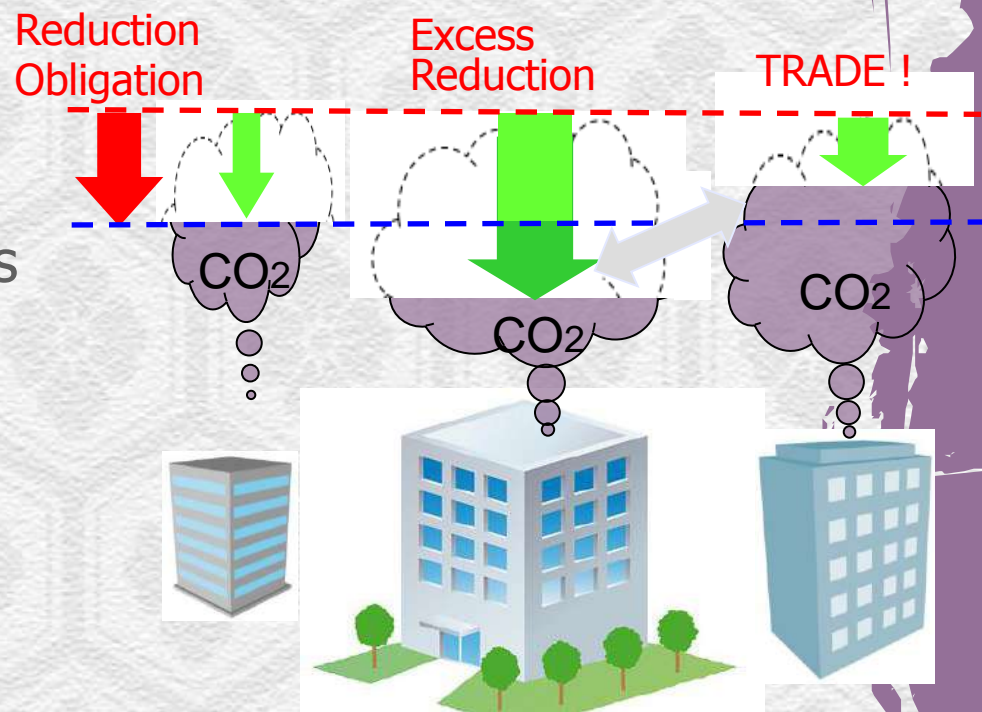 Reduction
Obligation
Excess
Reduction
TRADE !
s
CO2
CO2
CO2